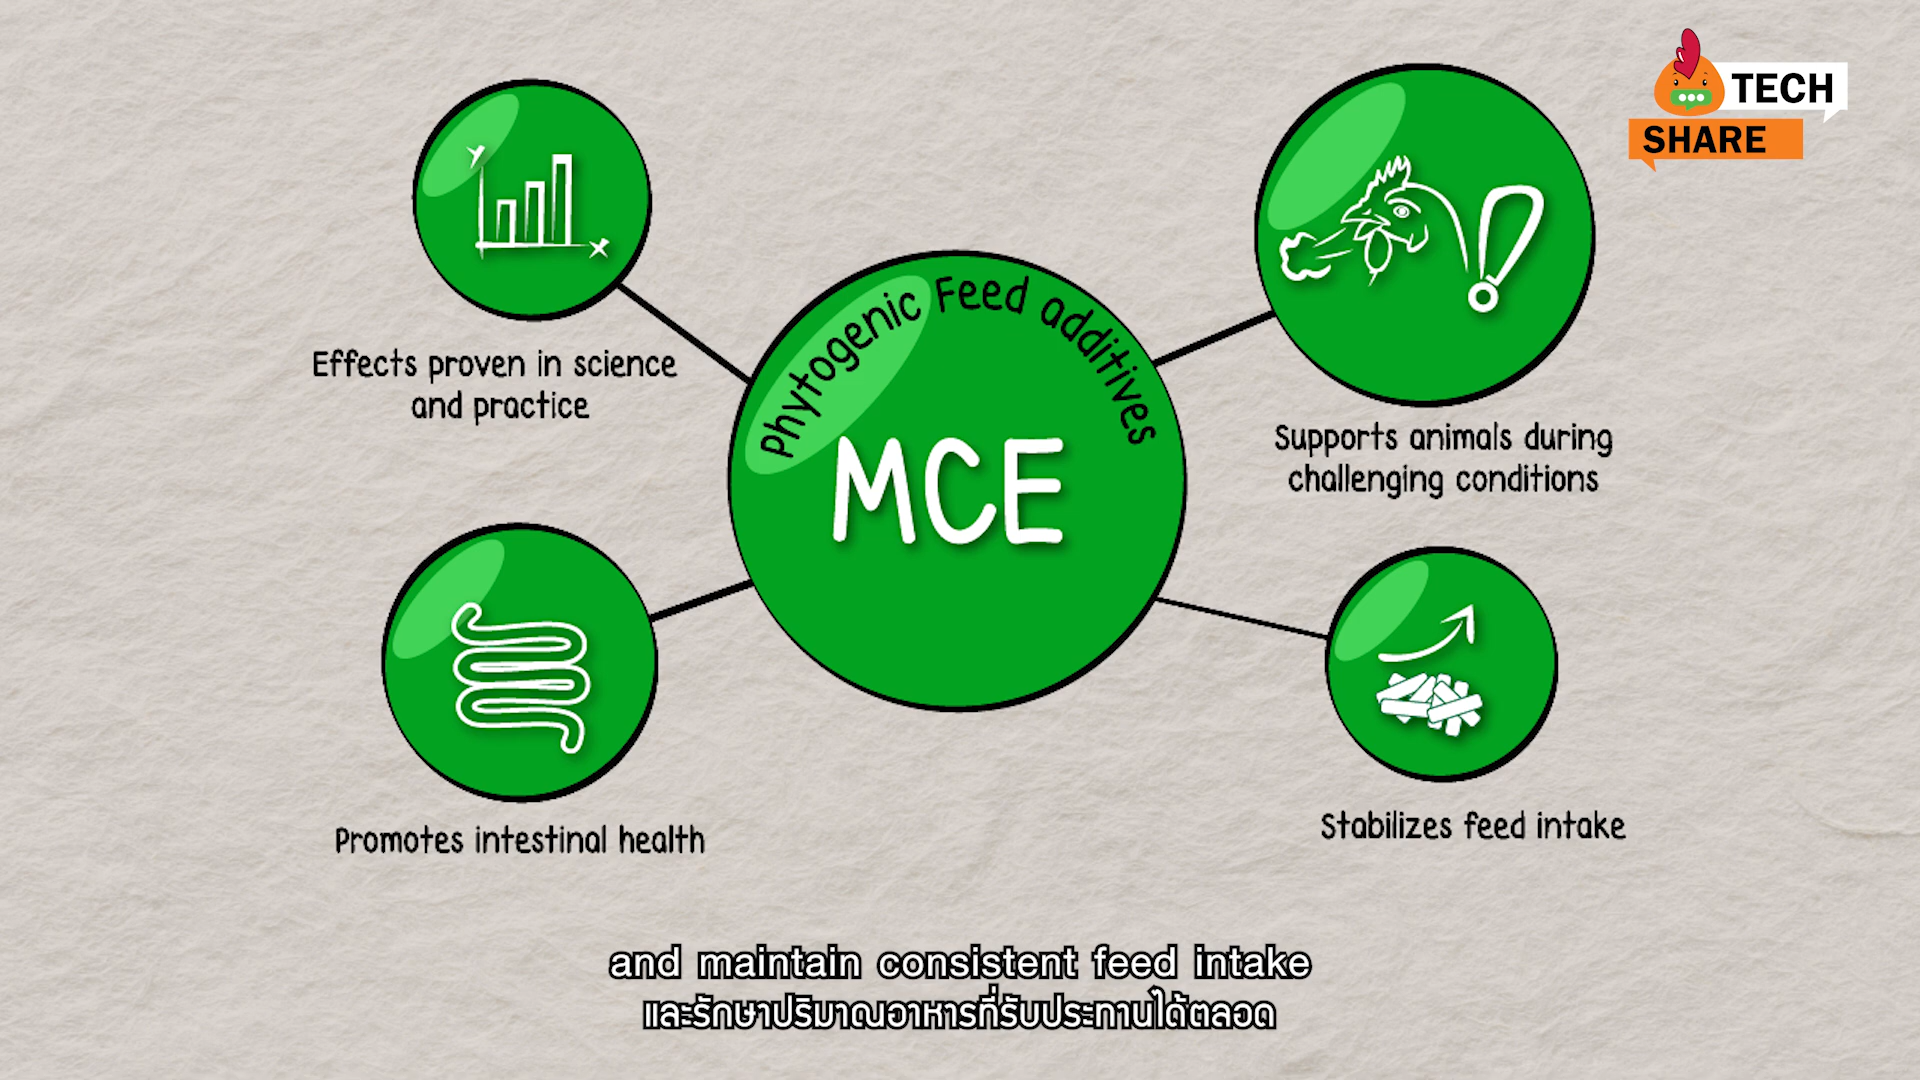 TECH
SHARE
Effects proven in science
and practice
Phytogenic Feed additives
MCE
Supports animals during
challenging conditions
Promotes intestinal health
Stabilizes feed intake
and maintain consistent feed intake
และรักษาปริมาณอาหารที่รับประทานได้ตลอด